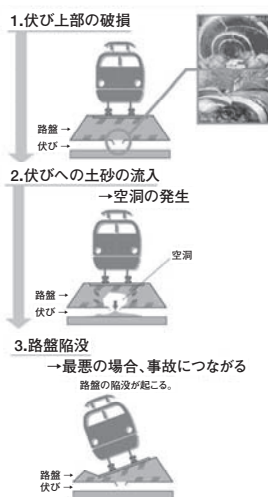 1.伏び上部の破損
路盤→
伏び→
2.伏びへの土砂の流入
→空洞の発生
空洞
路盤→
伏び→
3.路盤陥没
→最悪の場合、事故につながる
路盤の陥没が起こる。
路盤→
伏び→